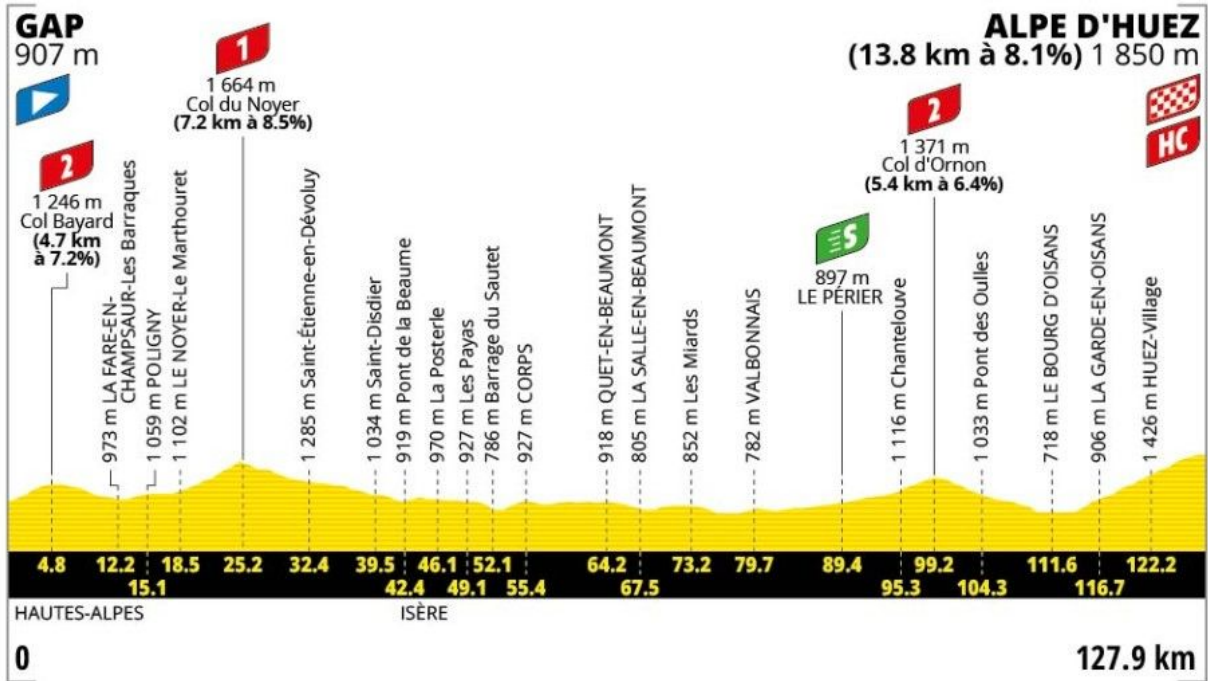 GAP
907 m
ALPE D'HUEZ
(13.8 km à 8.1%) 1 850 m
HC
2
1 246 m
Col Bayard
(4.7 km
à 7.2%)
973 m LA FARE-EN-
CHAMPSAUR-Les Barraques
1 059 m POLIGNY
1 102 m LE NOYER-Le Marthouret
1
1 664 m
Col du Noyer
(7.2 km à 8.5%)
1 285 m Saint-Étienne-en-Dévoluy
1 034 m Saint-Disdier
919 m Pont de la Beaume
970 m La Posterle
927 m Les Payas
786 m Barrage du Sautet
927 m CORPS
918 m QUET-EN-BEAUMONT
805 m LA SALLE-EN-BEAUMONT
852 m Les Miards
782 m VALBONNAIS
S
897 m
LE PÉRIER
1 116 m Chantelouve
2
1 371 m
Col d'Ornon
(5.4 km à 6.4%)
1 033 m Pont des Oulles
718 m LE BOURG D'OISANS
906 m LA GARDE-EN-OISANS
1 426 m HUEZ-Village
4.8 12.2 18.5 25.2 32.4 39.5 46.1 52.1 64.2 73.2 79.7 89.4 99.2 111.6 122.2
15.1 42.4 49.1 55.4 67.5 95.3 104.3 116.7
HAUTES-ALPES ISÈRE
0 127.9 km